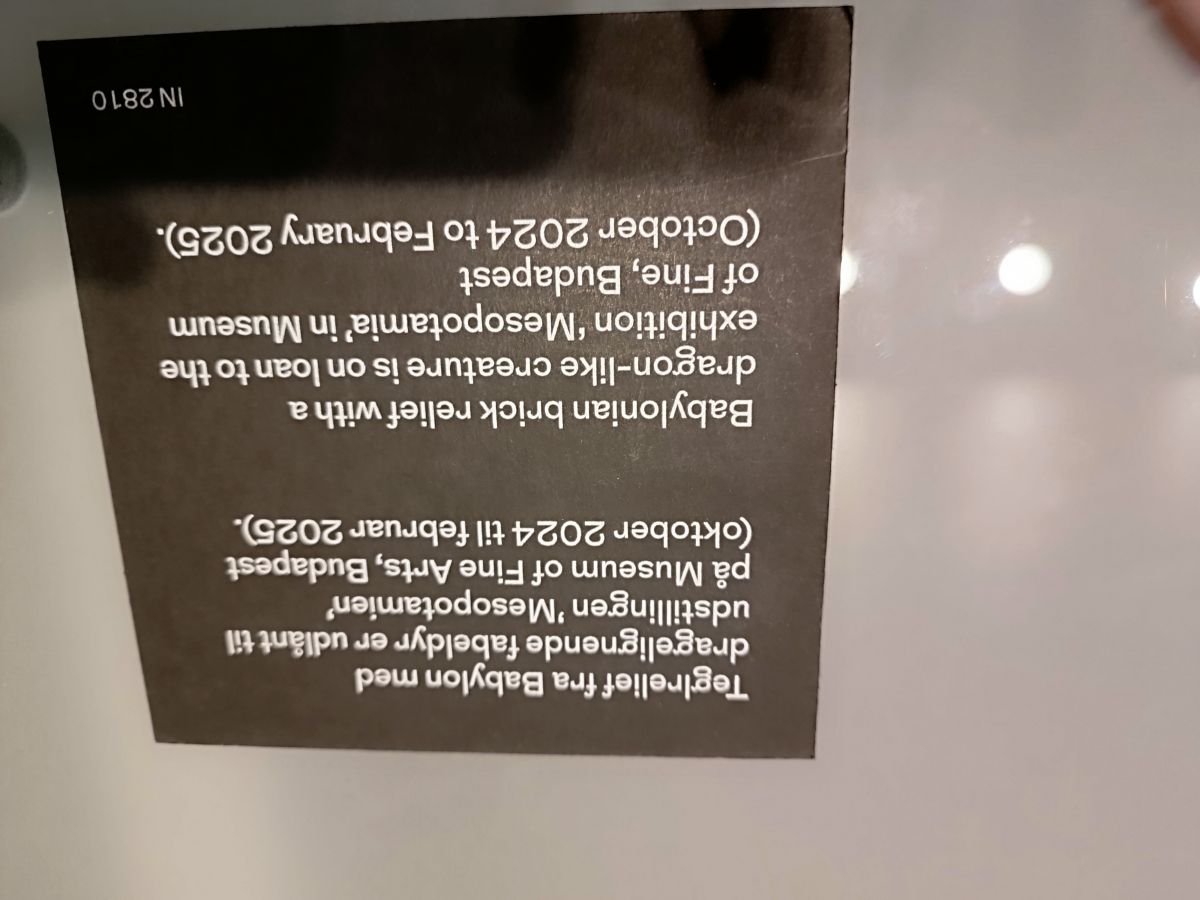 Teglrelief fra Babylon med
dragelignende fabeldyr er udlånt til
udstillingen ’Mesopotamien’
på Museum of Fine Arts, Budapest
(oktober 2024 til februar 2025).
Babylonian brick relief with a
dragon-like creature is on loan to the
exhibition ‘Mesopotamia’ in Museum
of Fine, Budapest
(October 2024 to February 2025).
IN 2810